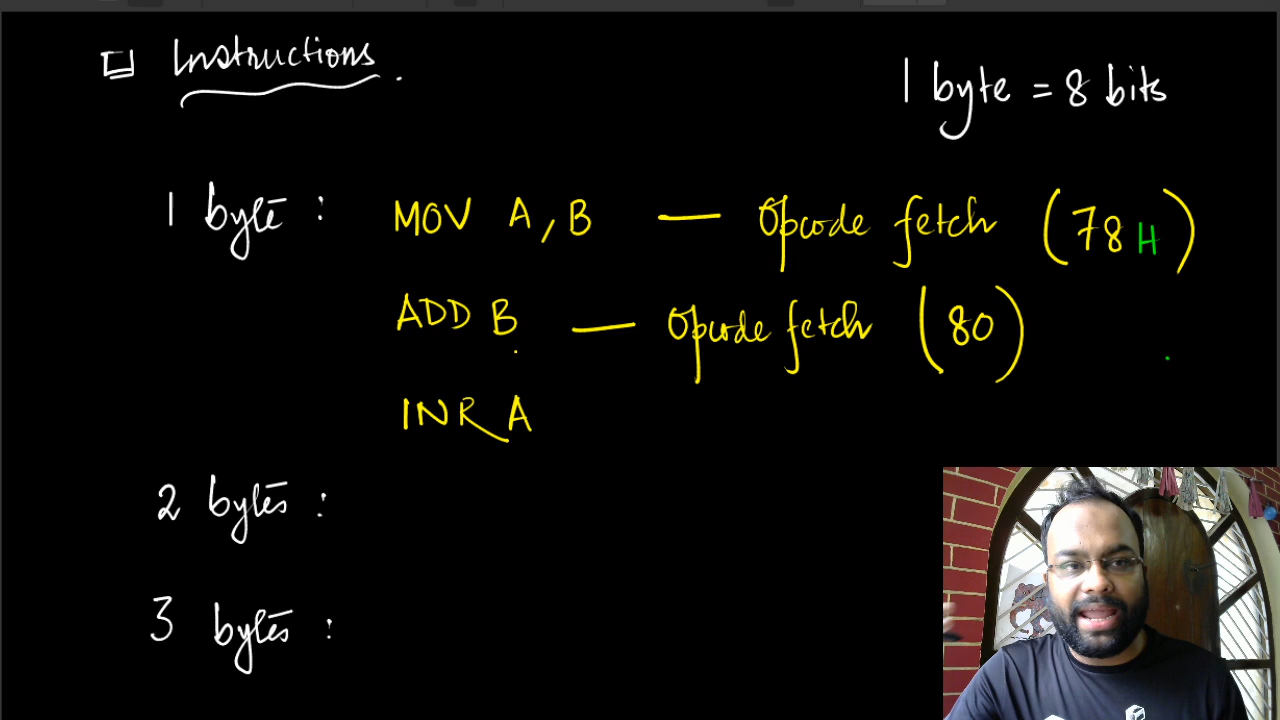 Instructions.
1 byte = 8 bits
1 byte : MOV A, B — Opcode fetch (78H)
ADD B — Opcode fetch (80)
INR A
2 bytes :
3 bytes :